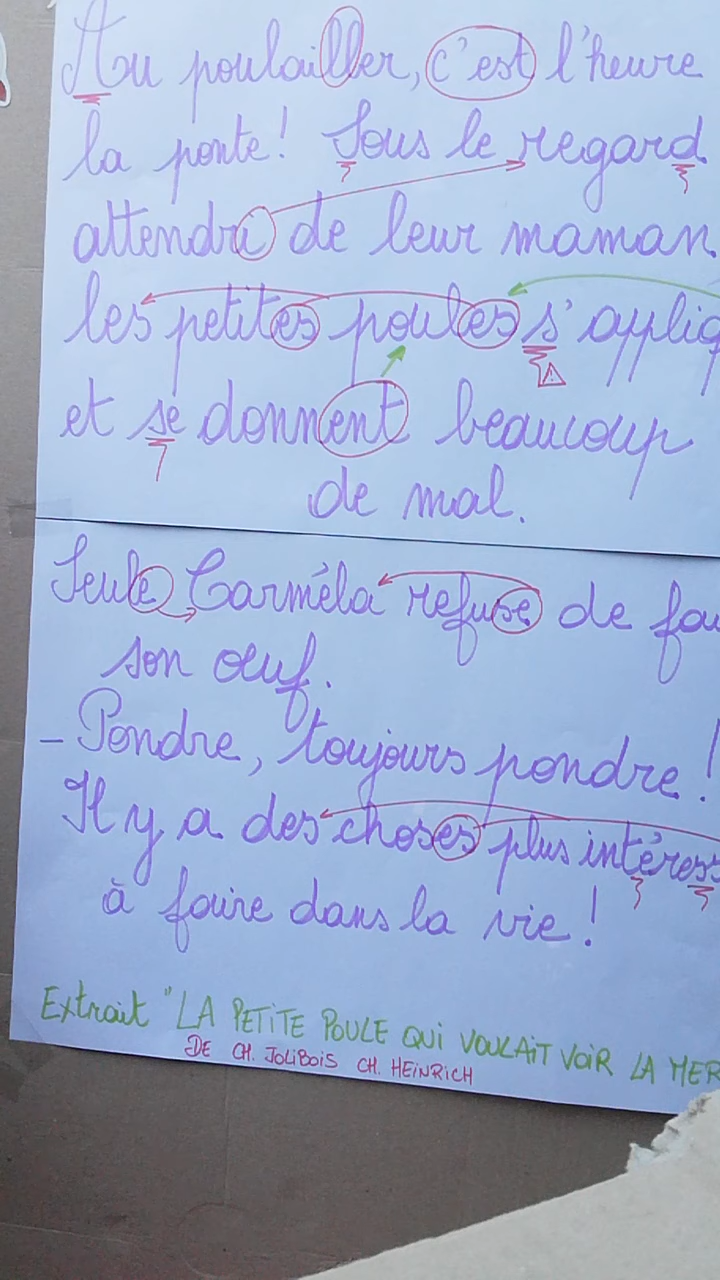 Au poulailler, c'est l'heure
la ponte! Sous le regard
attendri de leur maman.
les petites poules s'appliq
et se donnent beaucoup
de mal.
Seule Carméla refuse de fai
son œuf.
- Pondre, toujours pondre!
Il y a des choses plus intéress
à faire dans la vie!
Extrait "LA PETITE POULE QUI VOULAIT VOIR LA MER
DE CH. JOLIBOIS CH. HEINRICH